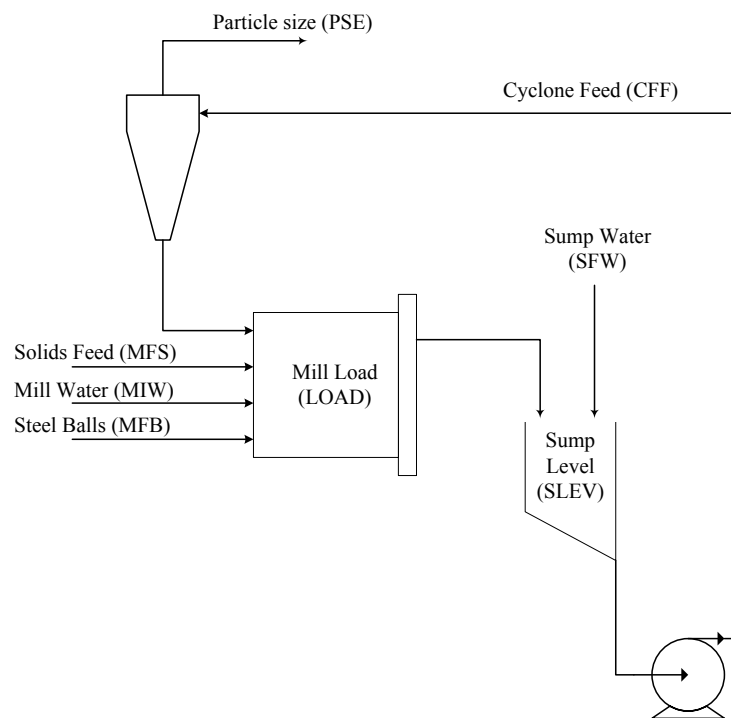 Particle size (PSE)
Cyclone Feed (CFF)
Sump Water
(SFW)
Solids Feed (MFS)
Mill Water (MIW)
Steel Balls (MFB)
Mill Load
(LOAD)
Sump
Level
(SLEV)